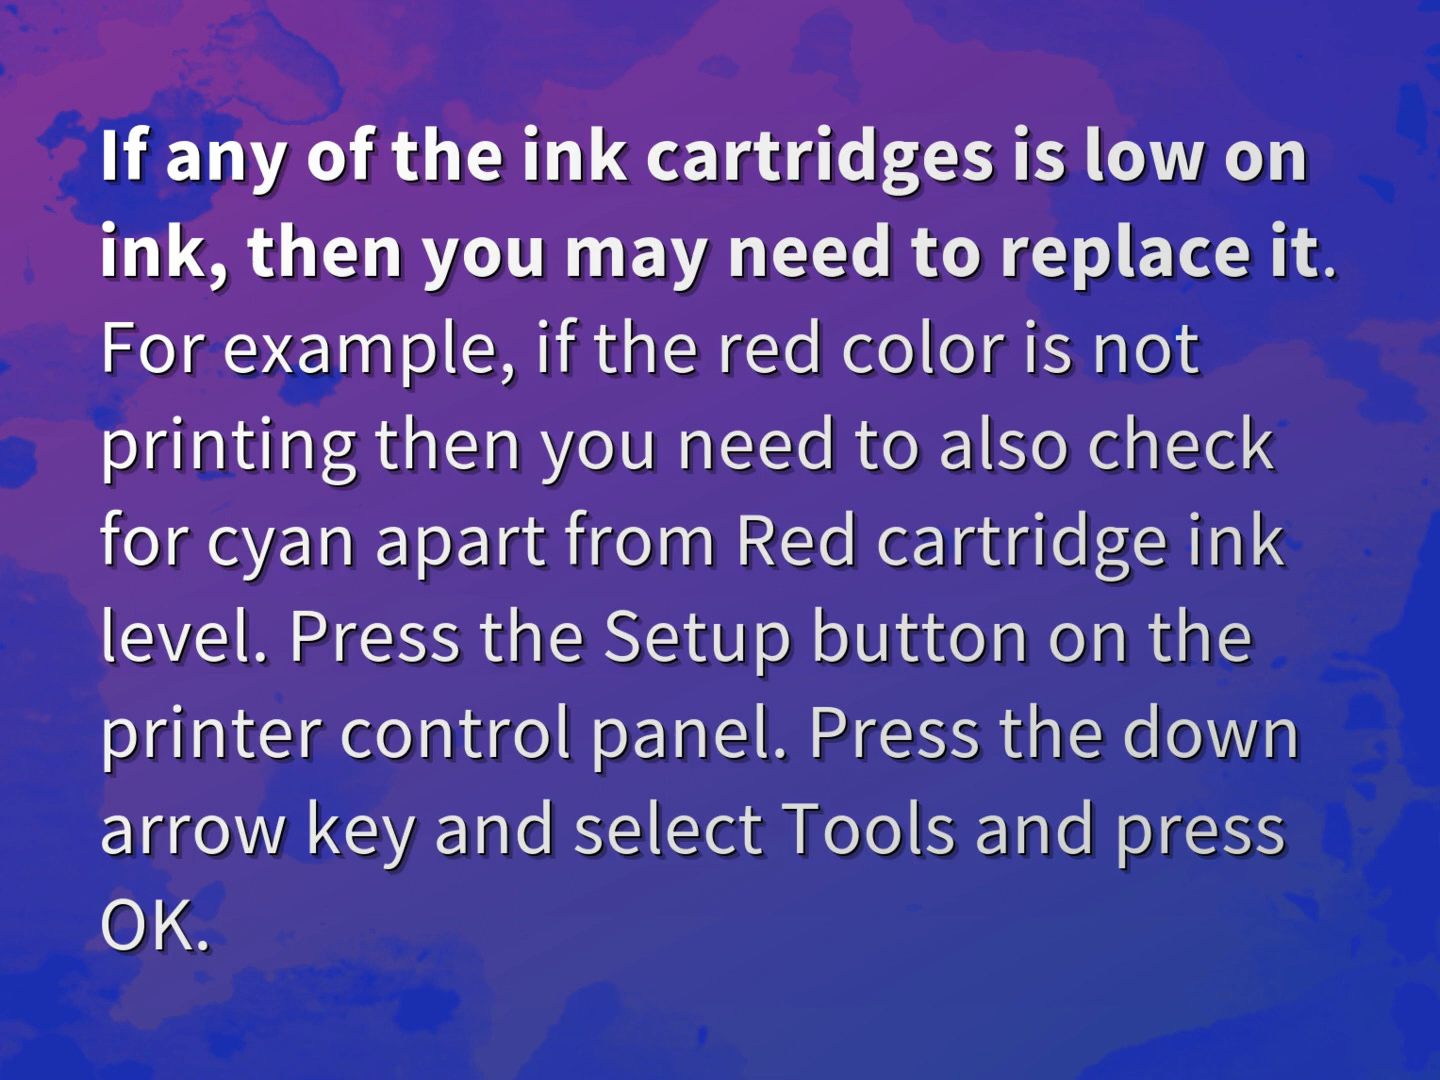 If any of the ink cartridges is low on
ink, then you may need to replace it.
For example, if the red color is not
printing then you need to also check
for cyan apart from Red cartridge ink
level. Press the Setup button on the
printer control panel. Press the down
arrow key and select Tools and press
OK.